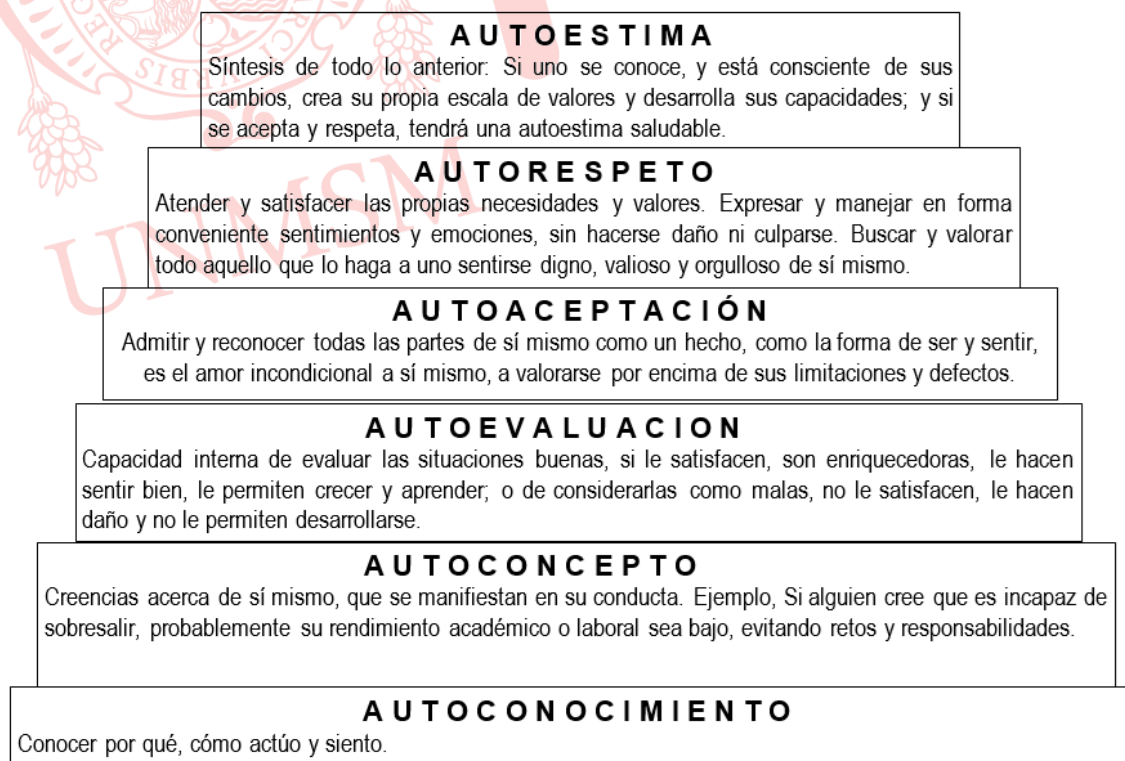 AUTOESTIMA
Síntesis de todo lo anterior: Si uno se conoce, y está consciente de sus
cambios, crea su propia escala de valores y desarrolla sus capacidades; y si
se acepta y respeta, tendrá una autoestima saludable.
AUTORESPETO
Atender y satisfacer las propias necesidades y valores. Expresar y manejar en forma
conveniente sentimientos y emociones, sin hacerse daño ni culparse. Buscar y valorar
todo aquello que lo haga a uno sentirse digno, valioso y orgulloso de sí mismo.
UNMSM
AUTOACEPTACIÓN
Admitir y reconocer todas las partes de sí mismo como un hecho, como la forma de ser y sentir,
es el amor incondicional a sí mismo, a valorarse por encima de sus limitaciones y defectos.
AUTOEVALUACION
Capacidad interna de evaluar las situaciones buenas, si le satisfacen, son enriquecedoras, le hacen
sentir bien, le permiten crecer y aprender; o de considerarlas como malas, no le satisfacen, le hacen
daño y no le permiten desarrollarse.
AUTOCONCEPTO
Creencias acerca de sí mismo, que se manifiestan en su conducta. Ejemplo, Si alguien cree que es incapaz de
sobresalir, probablemente su rendimiento académico o laboral sea bajo, evitando retos y responsabilidades.
AUTOCONOCIMIENTO
Conocer por qué, cómo actúo y siento.